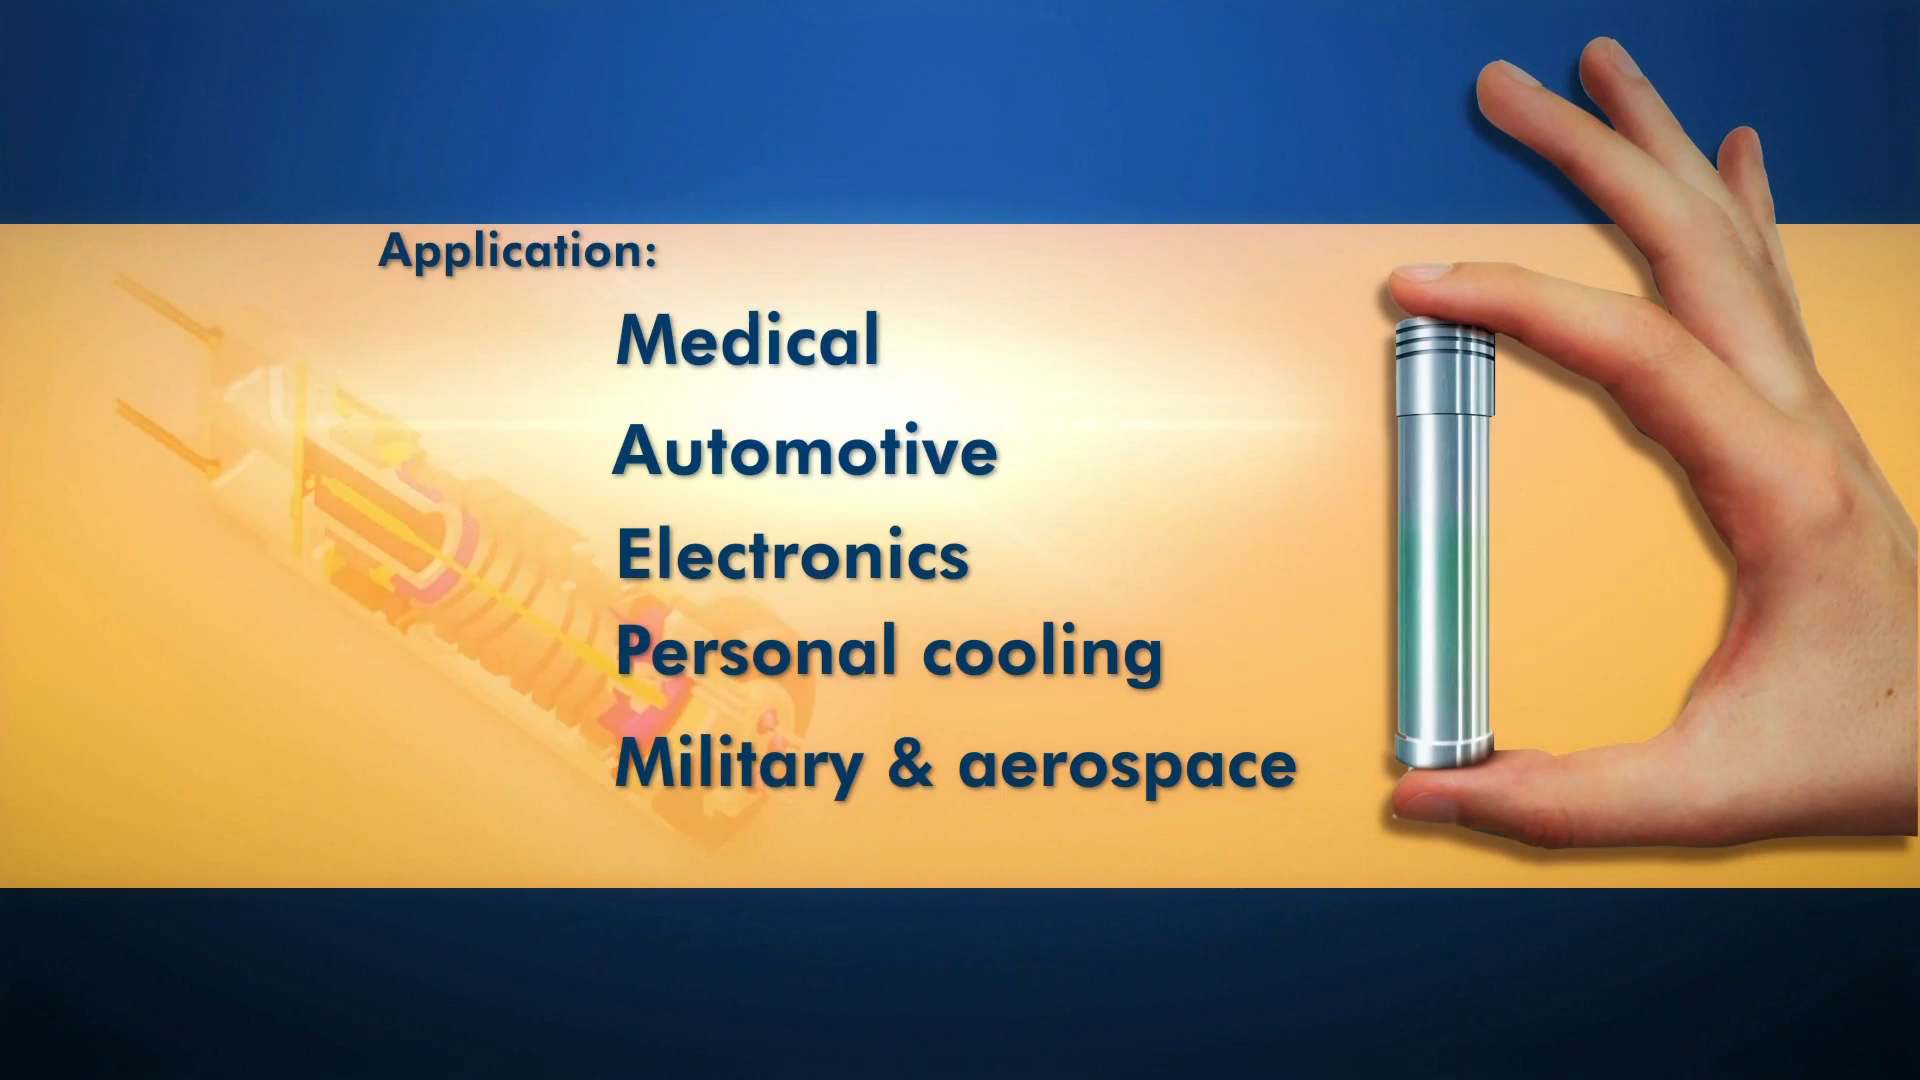 Application:
Medical
Automotive
Electronics
Personal cooling
Military & aerospace